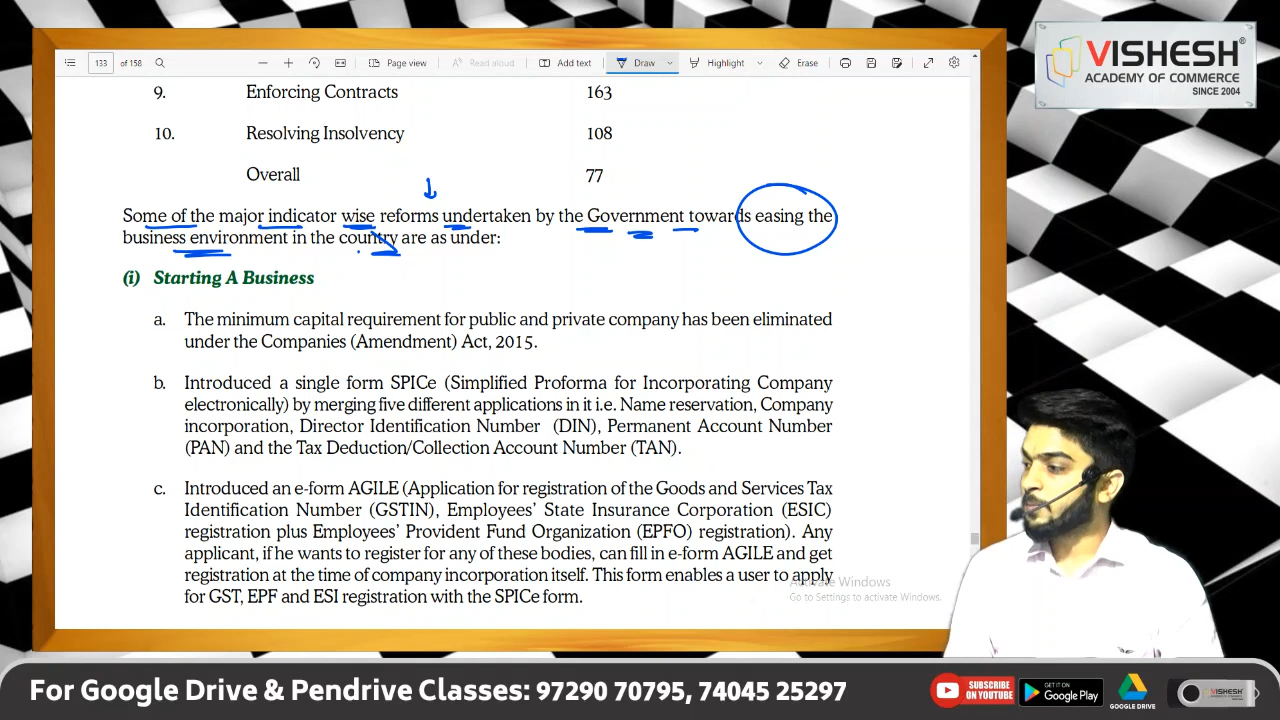 133 of 158
Page view
Read aloud
Add text
Draw
Highlight
Erase
VISHESH®
ACADEMY OF COMMERCE
SINCE 2004
9. Enforcing Contracts 163
10. Resolving Insolvency 108
Overall 77
Some of the major indicator wise reforms undertaken by the Government towards easing the
business environment in the country are as under:
(i) Starting A Business
a. The minimum capital requirement for public and private company has been eliminated
under the Companies (Amendment) Act, 2015.
b. Introduced a single form SPICe (Simplified Proforma for Incorporating Company
electronically) by merging five different applications in it i.e. Name reservation, Company
incorporation, Director Identification Number (DIN), Permanent Account Number
(PAN) and the Tax Deduction/Collection Account Number (TAN).
c. Introduced an e-form AGILE (Application for registration of the Goods and Services Tax
Identification Number (GSTIN), Employees' State Insurance Corporation (ESIC)
registration plus Employees' Provident Fund Organization (EPFO) registration). Any
applicant, if he wants to register for any of these bodies, can fill in e-form AGILE and get
registration at the time of company incorporation itself. This form enables a user to apply
for GST, EPF and ESI registration with the SPICe form.
Activate Windows
Go to Settings to activate Windows.
For Google Drive & Pendrive Classes: 97290 70795, 74045 25297
SUBSCRIBE
ON YOUTUBE
GET IT ON
Google Play
GOOGLE DRIVE
VISHESH